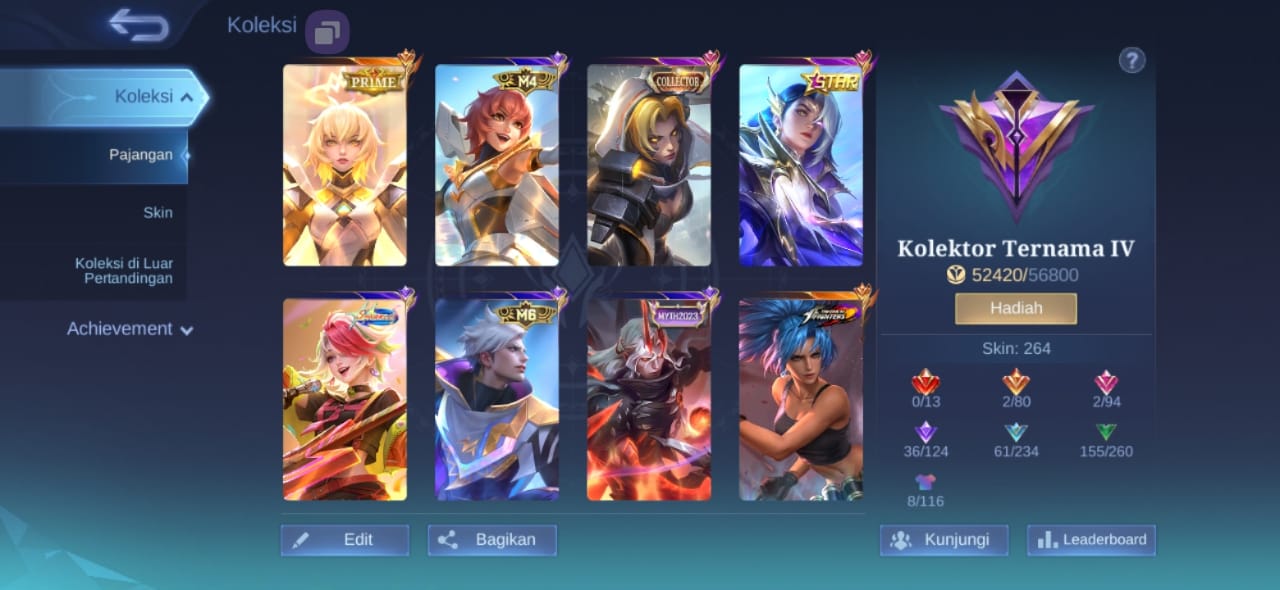 Koleksi
?
Koleksi
Pajangan
Skin
Koleksi di Luar
Pertandingan
Achievement
PRIME
M4
COLLECTOR
STAR
M6
MYTH2023
FIGHTERS
Edit
Bagikan
Kolektor Ternama IV
52420/56800
Hadiah
Skin: 264
0/13
2/80
2/94
36/124
61/234
155/260
8/116
Kunjungi
Leaderboard